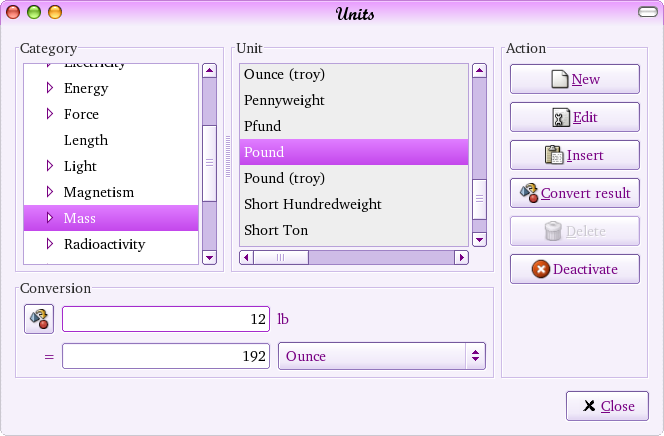 Units
Category
Electricity
Energy
Force
Length
Light
Magnetism
Mass
Radioactivity
Unit
Ounce (troy)
Pennyweight
Pfund
Pound
Pound (troy)
Short Hundredweight
Short Ton
Action
New
Edit
Insert
Convert result
Delete
Deactivate
Conversion
12 lb
= 192 Ounce
Close